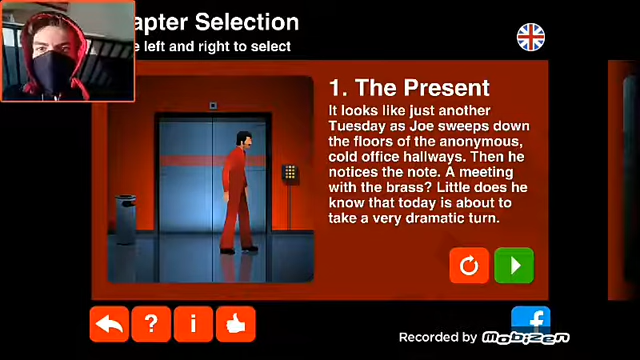 apter Selection
e left and right to select
1. The Present
It looks like just another
Tuesday as Joe sweeps down
the floors of the anonymous,
cold office hallways. Then he
notices the note. A meeting
with the brass? Little does he
know that today is about to
take a very dramatic turn.
?
i
f
Recorded by Mobizen